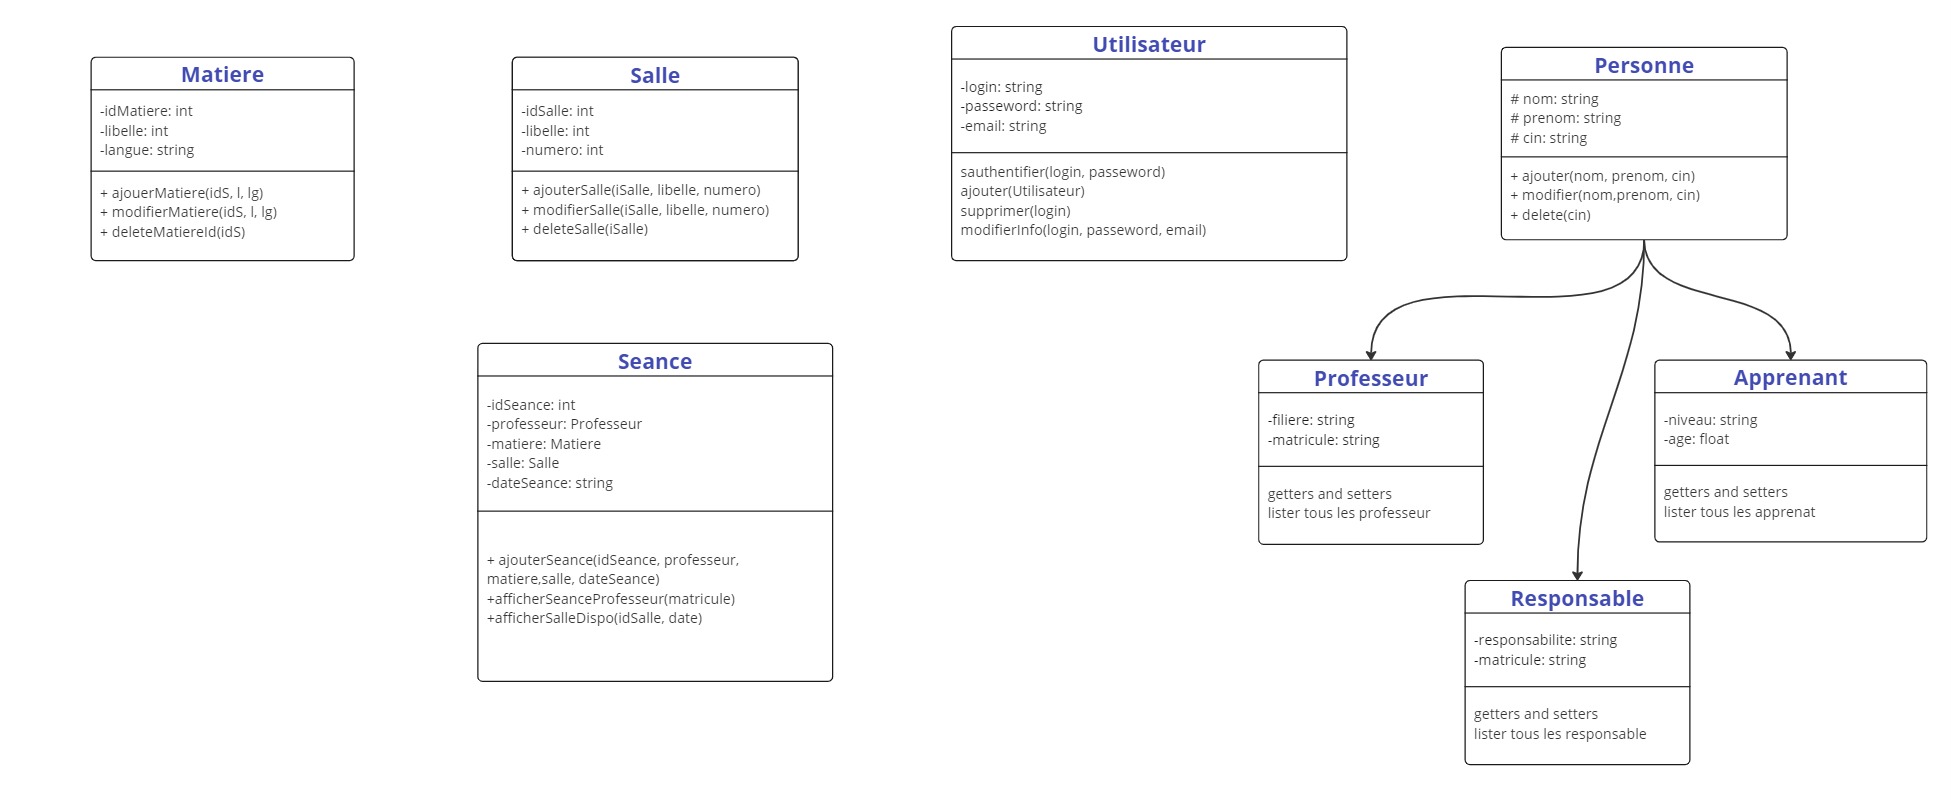 Matiere
-idMatiere: int
-libelle: int
-langue: string
+ ajouerMatiere(idS, l, lg)
+ modifierMatiere(idS, l, lg)
+ deleteMatiereId(idS)
Salle
-idSalle: int
-libelle: int
-numero: int
+ ajouterSalle(iSalle, libelle, numero)
+ modifierSalle(iSalle, libelle, numero)
+ deleteSalle(iSalle)
Utilisateur
-login: string
-passeword: string
-email: string
sauthentifier(login, password)
ajouter(Utilisateur)
supprimer(login)
modifierInfo(login, password, email)
Personne
# nom: string
# prenom: string
# cin: string
+ ajouter(nom, prenom, cin)
+ modifier(nom,prenom, cin)
+ delete(cin)
Seance
-idSeance: int
-professeur: Professeur
-matiere: Matiere
-salle: Salle
-dateSeance: string
+ ajouterSeance(idSeance, professeur,
matiere,salle, dateSeance)
+afficherSeanceProfesseur(matricule)
+afficherSalleDispo(idSalle, date)
Professeur
-filiere: string
-matricule: string
getters and setters
lister tous les professeur
Apprenant
-niveau: string
-age: float
getters and setters
lister tous les apprenat
Responsable
-responsabilite: string
-matricule: string
getters and setters
lister tous les responsable